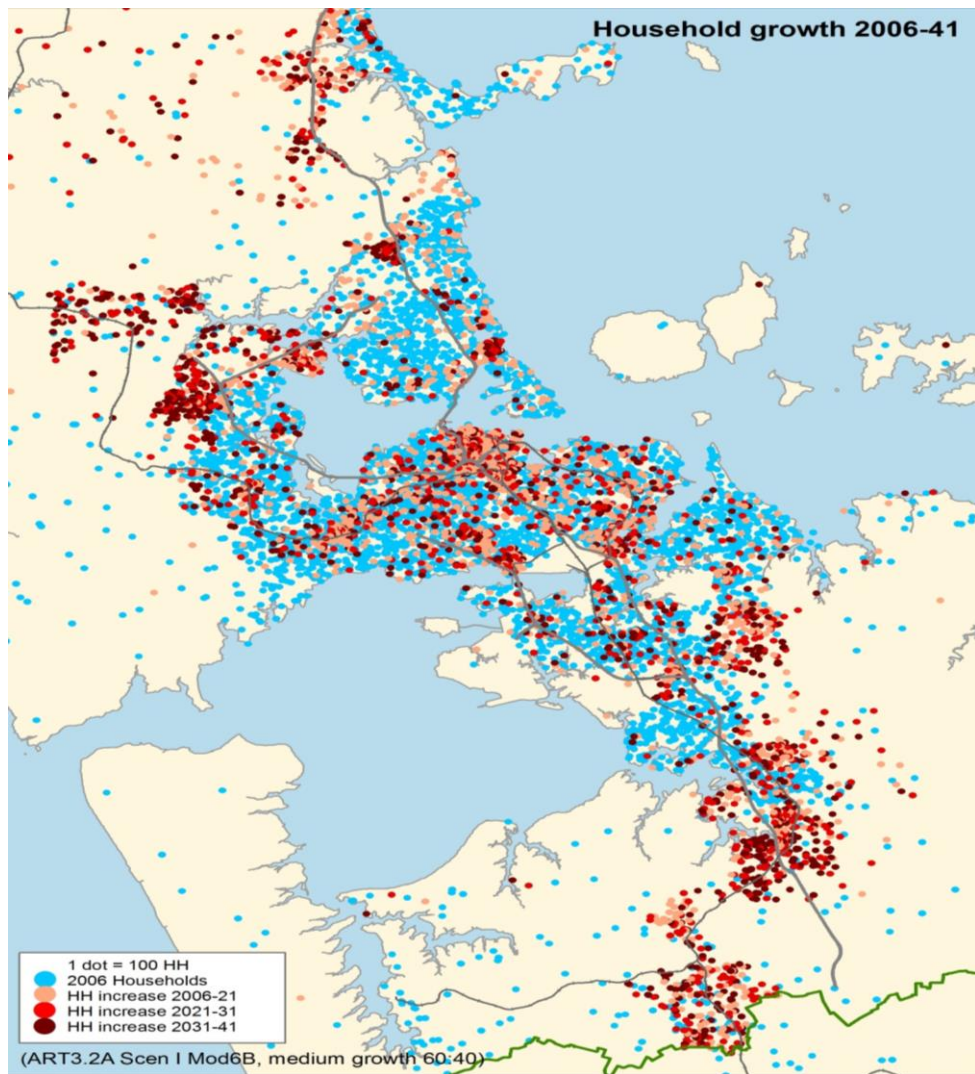 Household growth 2006-41
1 dot = 100 HH
2006 Households
HH increase 2006-21
HH increase 2021-31
HH increase 2031-41
(ART3.2A Scen I Mod6B, medium growth 60:40)